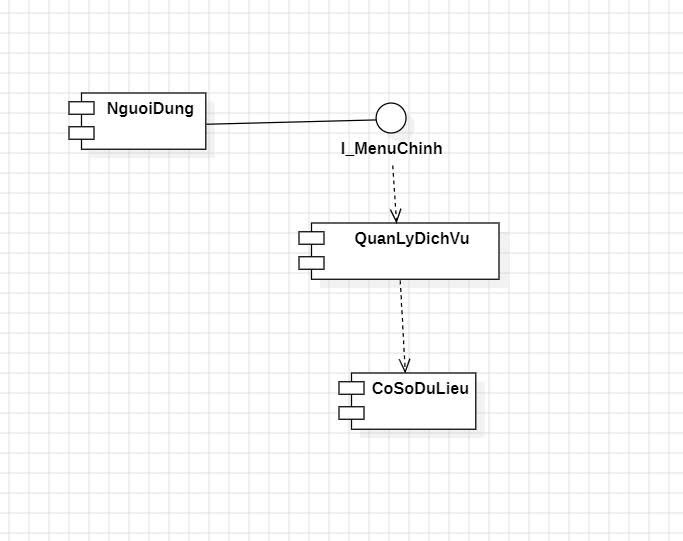 NguoiDung
I_MenuChinh
QuanLyDichVu
CoSoDuLieu